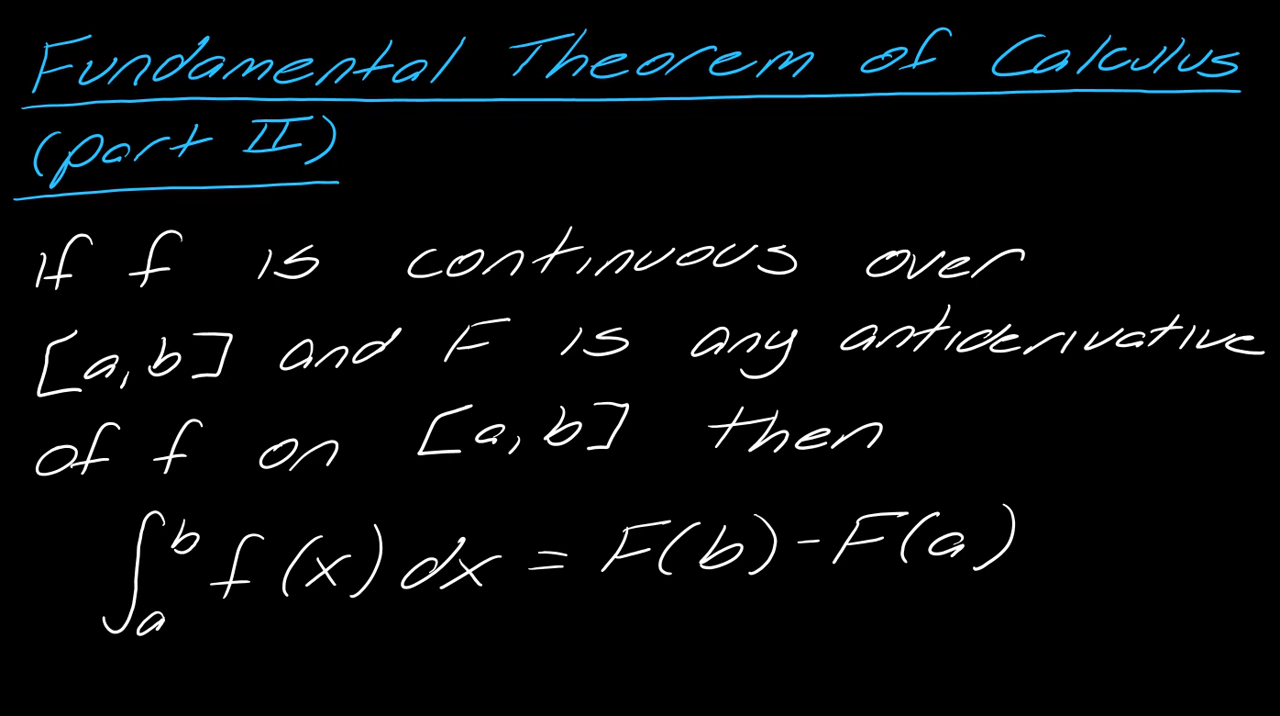 Fundamental Theorem of Calculus
(part II)
If f is continuous over
[a,b] and F is any antiderivative
of f on [a,b] then
∫ₐᵇ f(x)dx = F(b)-F(a)